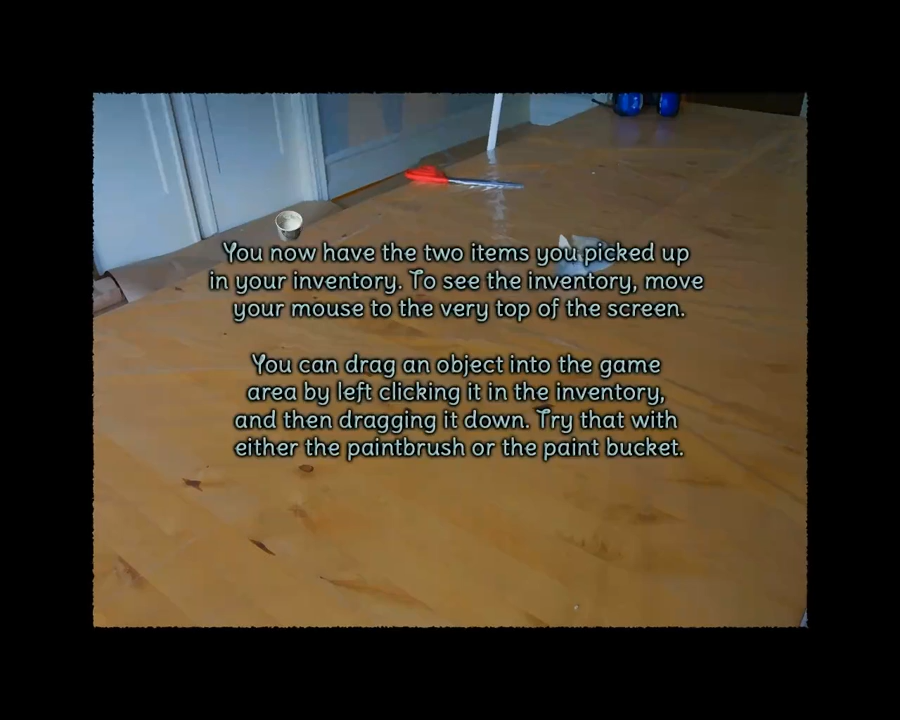 You now have the two items you picked up
in your inventory. To see the inventory, move
your mouse to the very top of the screen.
You can drag an object into the game
area by left clicking it in the inventory,
and then dragging it down. Try that with
either the paintbrush or the paint bucket.